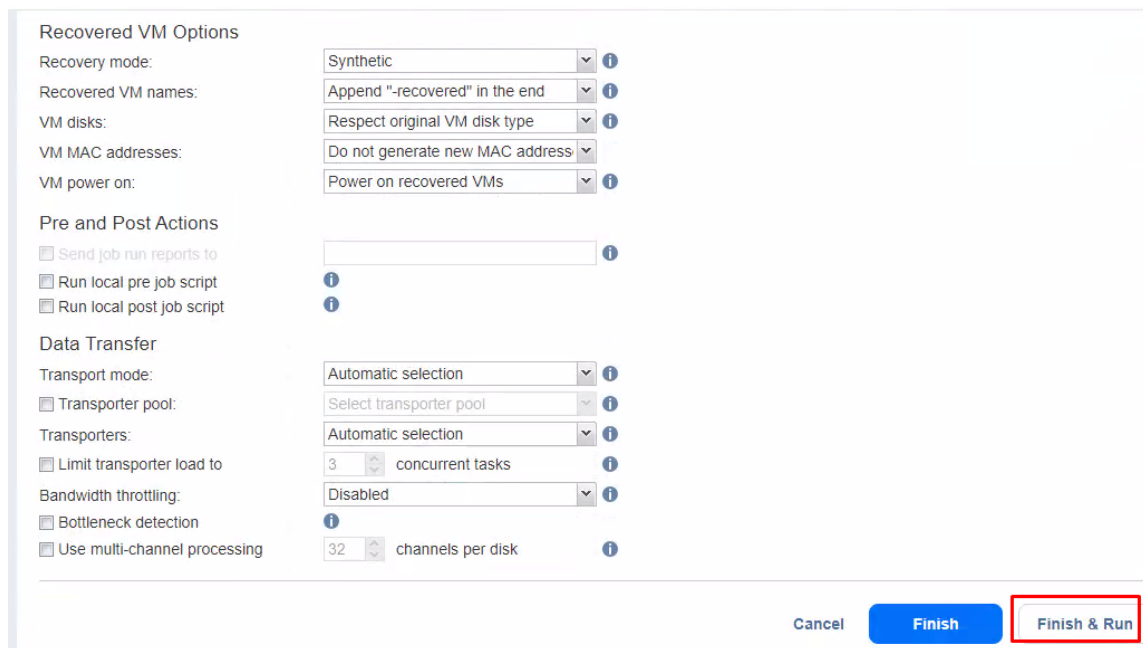 Recovered VM Options
Recovery mode: Synthetic
Recovered VM names: Append "-recovered" in the end
VM disks: Respect original VM disk type
VM MAC addresses: Do not generate new MAC address
VM power on: Power on recovered VMs
Pre and Post Actions
Send job run reports to
Run local pre job script
Run local post job script
Data Transfer
Transport mode: Automatic selection
Transporter pool: Select transporter pool
Transporters: Automatic selection
Limit transporter load to 3 concurrent tasks
Bandwidth throttling: Disabled
Bottleneck detection
Use multi-channel processing 32 channels per disk
Cancel Finish Finish & Run